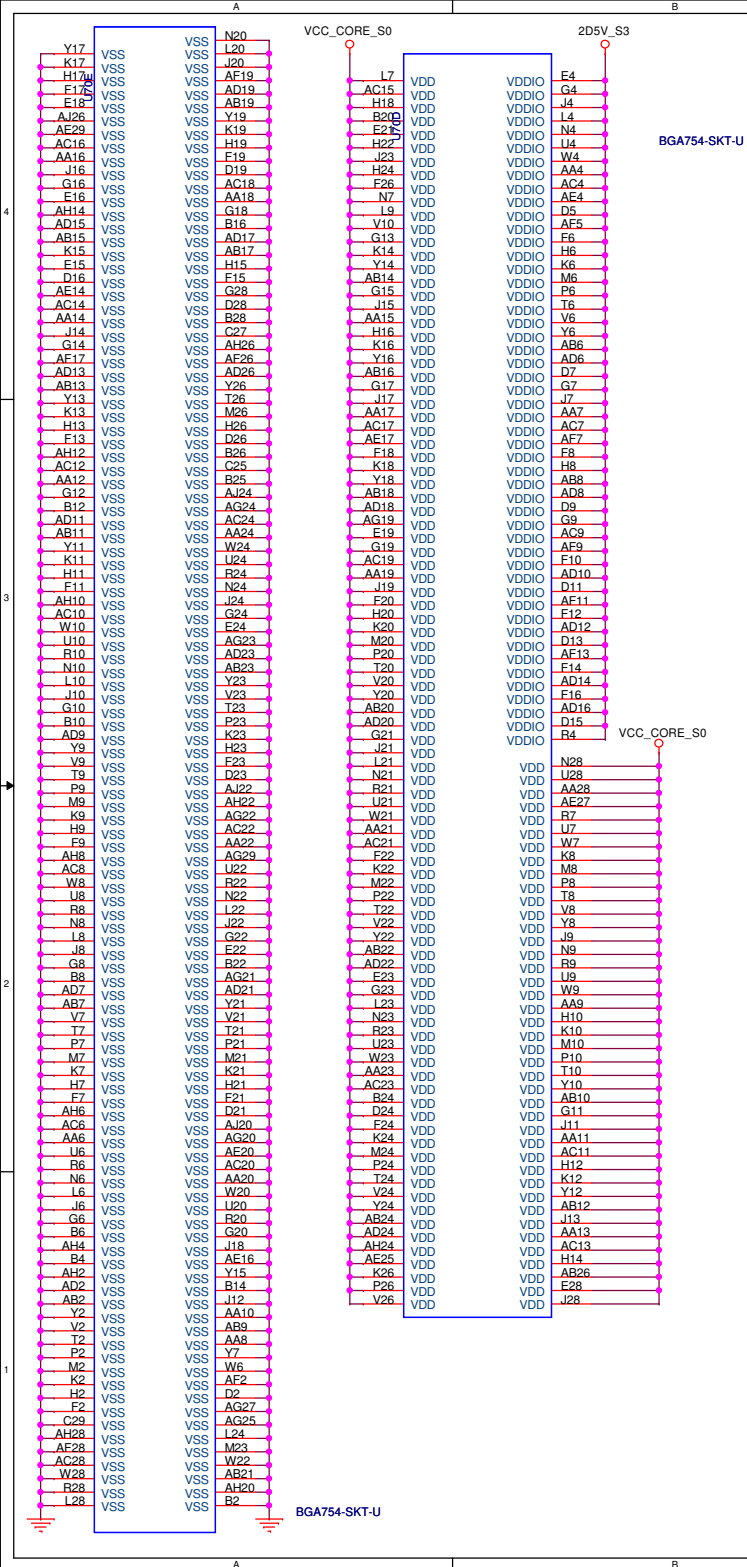 A
B
N20 VSS
Y17 VSS VSS L20
K17 VSS VSS J20
H17 VSS VSS AF19
F17 VSS VSS AD19
E18 VSS VSS AB19
AJ26 VSS VSS Y19
AE29 VSS VSS K19
AC16 VSS VSS H19
AA16 VSS VSS F19
J16 VSS VSS D19
G16 VSS VSS AC18
E16 VSS VSS AA18
AH14 VSS VSS G18
AD15 VSS VSS B16
AB15 VSS VSS AD17
K15 VSS VSS AB17
E15 VSS VSS H15
D16 VSS VSS F15
AE14 VSS VSS G28
AC14 VSS VSS D28
AA14 VSS VSS B28
J14 VSS VSS C27
G14 VSS VSS AH26
AF17 VSS VSS AF26
AD13 VSS VSS AD26
AB13 VSS VSS Y26
Y13 VSS VSS T26
K13 VSS VSS M26
H13 VSS VSS H26
F13 VSS VSS D26
AH12 VSS VSS B26
AC12 VSS VSS C25
AA12 VSS VSS B25
G12 VSS VSS AJ24
B12 VSS VSS AG24
AD11 VSS VSS AC24
AB11 VSS VSS AA24
Y11 VSS VSS W24
K11 VSS VSS U24
H11 VSS VSS R24
F11 VSS VSS N24
AH10 VSS VSS J24
AC10 VSS VSS G24
W10 VSS VSS E24
U10 VSS VSS AG23
R10 VSS VSS AD23
N10 VSS VSS AB23
L10 VSS VSS Y23
J10 VSS VSS V23
G10 VSS VSS T23
B10 VSS VSS P23
AD9 VSS VSS K23
Y9 VSS VSS H23
V9 VSS VSS F23
T9 VSS VSS D23
P9 VSS VSS AJ22
M9 VSS VSS AH22
K9 VSS VSS AG22
H9 VSS VSS AC22
F9 VSS VSS AA22
AH8 VSS VSS AG29
AC8 VSS VSS U22
W8 VSS VSS R22
U8 VSS VSS N22
R8 VSS VSS L22
N8 VSS VSS J22
L8 VSS VSS G22
J8 VSS VSS E22
G8 VSS VSS B22
B8 VSS VSS AG21
AD7 VSS VSS AD21
AB7 VSS VSS Y21
V7 VSS VSS V21
T7 VSS VSS T21
P7 VSS VSS P21
M7 VSS VSS M21
K7 VSS VSS K21
H7 VSS VSS H21
F7 VSS VSS F21
AH6 VSS VSS D21
AC6 VSS VSS AJ20
AA6 VSS VSS AG20
U6 VSS VSS AE20
R6 VSS VSS AC20
N6 VSS VSS AA20
L6 VSS VSS W20
J6 VSS VSS U20
G6 VSS VSS R20
B6 VSS VSS G20
AH4 VSS VSS J18
B4 VSS VSS AE16
AH2 VSS VSS Y15
AD2 VSS VSS B14
AB2 VSS VSS J12
Y2 VSS VSS AA10
V2 VSS VSS AB9
T2 VSS VSS AA8
P2 VSS VSS Y7
M2 VSS VSS W6
K2 VSS VSS AF2
H2 VSS VSS D2
F2 VSS VSS AG27
C29 VSS VSS AG25
AH28 VSS VSS L24
AF28 VSS VSS M23
AC28 VSS VSS W22
W28 VSS VSS AB21
R28 VSS VSS AH20
L28 VSS VSS B2
U70E
BGA754-SKT-U
VCC_CORE_S0
2D5V_S3
L7 VDD VDDIO E4
AC15 VDD VDDIO G4
H18 VDD VDDIO J4
B20 VDD VDDIO L4
E21 VDD VDDIO N4
H22 VDD VDDIO U4
J23 VDD VDDIO W4
H24 VDD VDDIO AA4
F26 VDD VDDIO AC4
N7 VDD VDDIO AE4
L9 VDD VDDIO D5
V10 VDD VDDIO AF5
G13 VDD VDDIO F6
K14 VDD VDDIO H6
Y14 VDD VDDIO K6
AB14 VDD VDDIO M6
G15 VDD VDDIO P6
J15 VDD VDDIO T6
AA15 VDD VDDIO V6
H16 VDD VDDIO Y6
K16 VDD VDDIO AB6
Y16 VDD VDDIO AD6
AB16 VDD VDDIO D7
G17 VDD VDDIO G7
J17 VDD VDDIO J7
AA17 VDD VDDIO AA7
AC17 VDD VDDIO AC7
AE17 VDD VDDIO AF7
F18 VDD VDDIO F8
K18 VDD VDDIO H8
Y18 VDD VDDIO AB8
AB18 VDD VDDIO AD8
AD18 VDD VDDIO D9
AG19 VDD VDDIO G9
E19 VDD VDDIO AC9
G19 VDD VDDIO AF9
AC19 VDD VDDIO F10
AA19 VDD VDDIO AD10
J19 VDD VDDIO D11
F20 VDD VDDIO AF11
H20 VDD VDDIO F12
K20 VDD VDDIO AD12
M20 VDD VDDIO D13
P20 VDD VDDIO AF13
T20 VDD VDDIO F14
V20 VDD VDDIO AD14
Y20 VDD VDDIO F16
AB20 VDD VDDIO AD16
AD20 VDD VDDIO D15
G21 VDD VDDIO R4
VCC_CORE_S0
J21 VDD
L21 VDD VDD N28
N21 VDD VDD U28
R21 VDD VDD AA28
U21 VDD VDD AE27
W21 VDD VDD R7
AA21 VDD VDD U7
AC21 VDD VDD W7
F22 VDD VDD K8
K22 VDD VDD M8
M22 VDD VDD P8
P22 VDD VDD T8
T22 VDD VDD V8
V22 VDD VDD Y8
Y22 VDD VDD J9
AB22 VDD VDD N9
AD22 VDD VDD R9
E23 VDD VDD U9
G23 VDD VDD W9
L23 VDD VDD AA9
N23 VDD VDD H10
R23 VDD VDD K10
U23 VDD VDD M10
W23 VDD VDD P10
AA23 VDD VDD T10
AC23 VDD VDD Y10
B24 VDD VDD AB10
D24 VDD VDD G11
F24 VDD VDD J11
K24 VDD VDD AA11
M24 VDD VDD AC11
P24 VDD VDD H12
T24 VDD VDD K12
V24 VDD VDD Y12
Y24 VDD VDD AB12
AB24 VDD VDD J13
AD24 VDD VDD AA13
AH24 VDD VDD AC13
AE25 VDD VDD H14
K26 VDD VDD AB26
P26 VDD VDD E28
V26 VDD VDD J28
U70D
BGA754-SKT-U
4
3
2
1
A
B